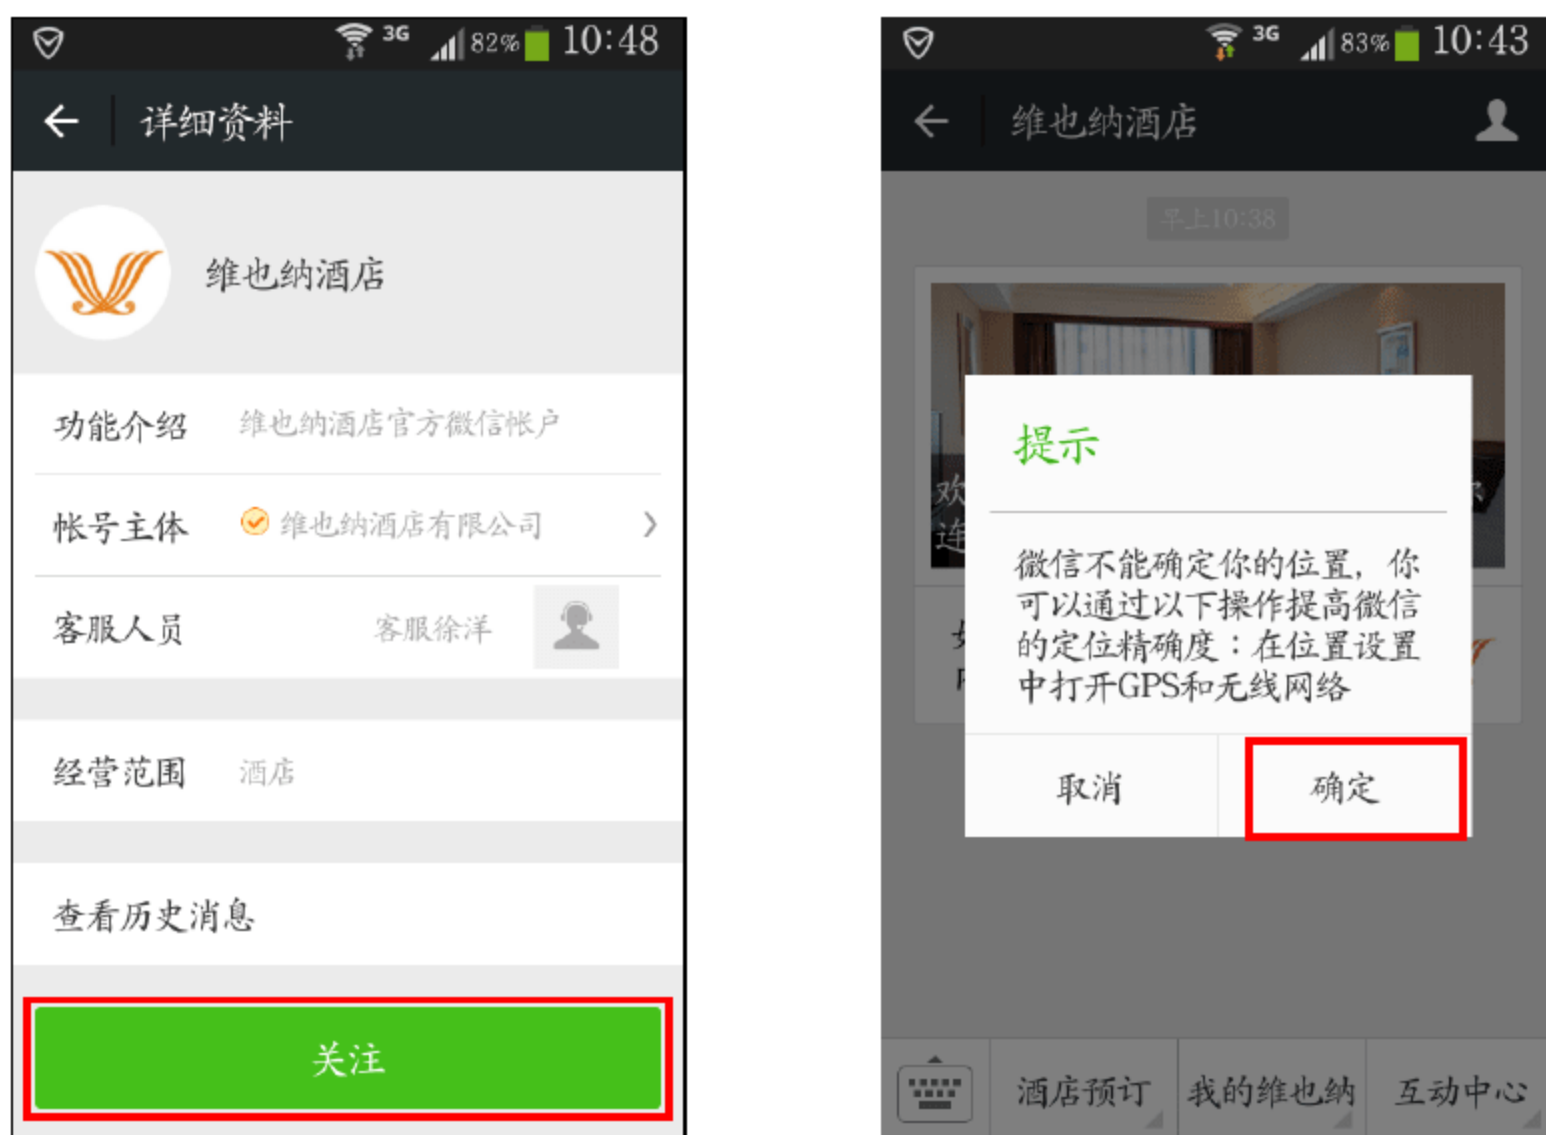 3G 82% 10:48
详细资料
维也纳酒店
功能介绍 维也纳酒店官方微信帐户
帐号主体 维也纳酒店有限公司
客服人员 客服徐洋
经营范围 酒店
查看历史消息
关注
3G 83% 10:43
维也纳酒店
早上10:38
欢
连
提示
微信不能确定你的位置，你
可以通过以下操作提高微信
的定位精确度：在位置设置
中打开GPS和无线网络
取消 确定
酒店预订 我的维也纳 互动中心